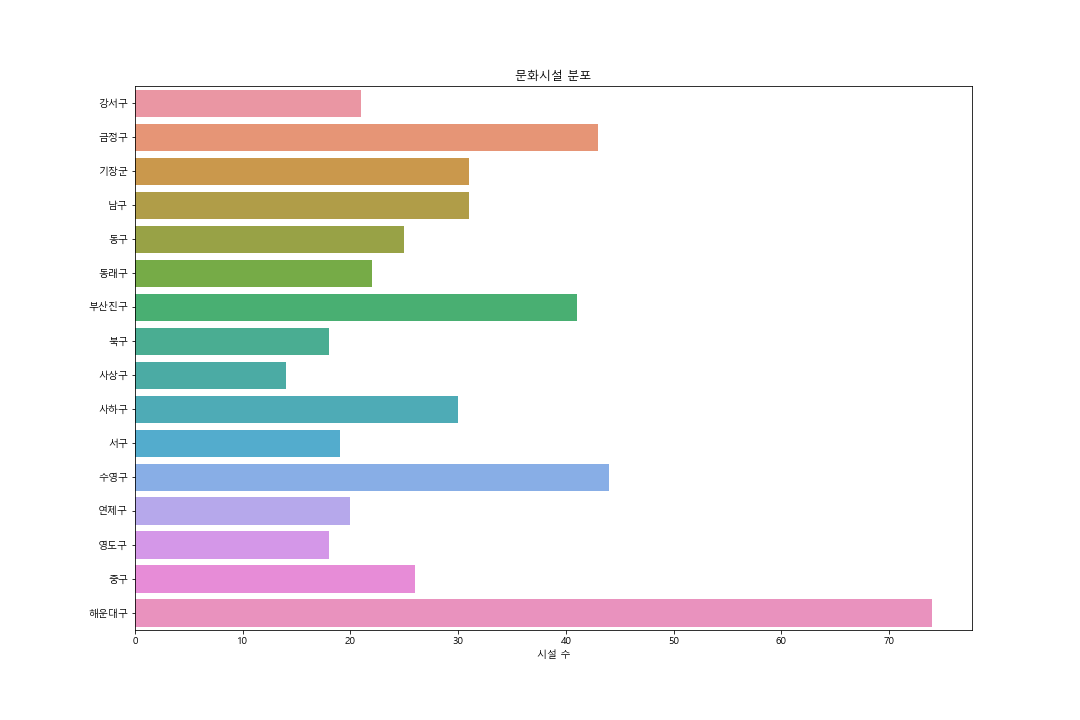 문화시설 분포
강서구
금정구
기장군
남구
동구
동래구
부산진구
북구
사상구
사하구
서구
수영구
연제구
영도구
중구
해운대구
0 10 20 30 40 50 60 70
시설 수